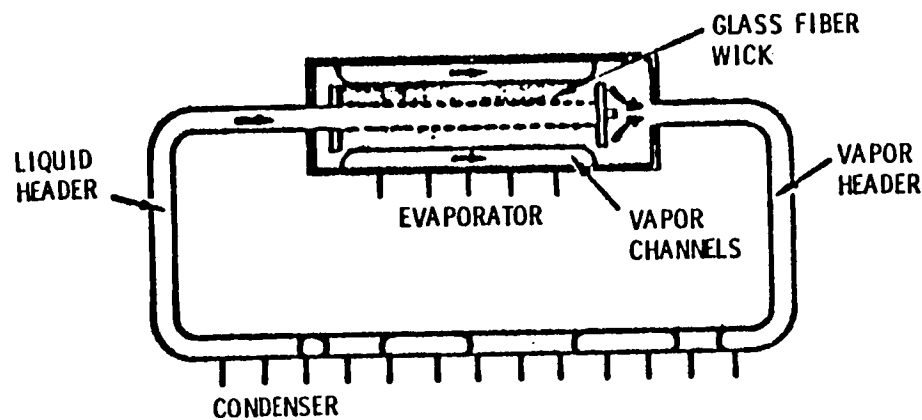 GLASS FIBER
WICK
LIQUID
HEADER
VAPOR
HEADER
EVAPORATOR
VAPOR
CHANNELS
CONDENSER